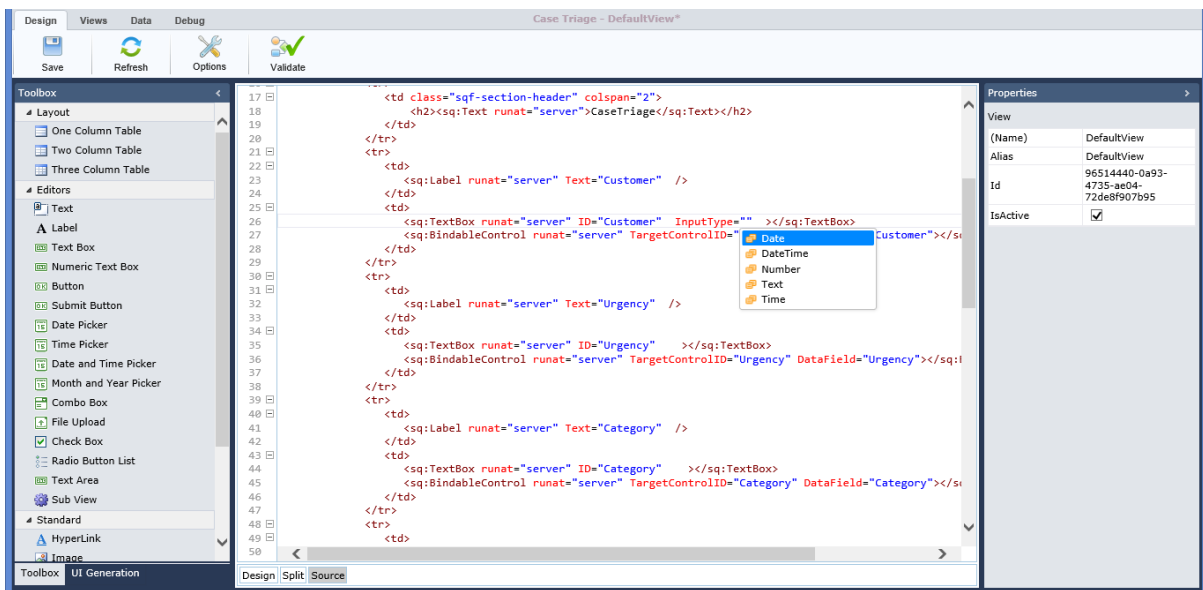 Design Views Data Debug
Case Triage - DefaultView*
Save Refresh Options Validate
Toolbox
Layout
One Column Table
Two Column Table
Three Column Table
Editors
Text
Label
Text Box
Numeric Text Box
Button
Submit Button
Date Picker
Time Picker
Date and Time Picker
Month and Year Picker
Combo Box
File Upload
Check Box
Radio Button List
Text Area
Sub View
Standard
HyperLink
Image
Toolbox UI Generation
17 <td class="sqf-section-header" colspan="2">
18 <h2><sq:Text runat="server">CaseTriage</sq:Text></h2>
19 </td>
20 </tr>
21 <tr>
22 <td>
23 <sq:Label runat="server" Text="Customer" />
24 </td>
25 <td>
26 <sq:TextBox runat="server" ID="Customer" InputType="" ></sq:TextBox>
27 <sq:BindableControl runat="server" TargetControlID=" Customer"></s
28 </td>
29 </tr>
30 <tr>
31 <td>
32 <sq:Label runat="server" Text="Urgency" />
33 </td>
34 <td>
35 <sq:TextBox runat="server" ID="Urgency" ></sq:TextBox>
36 <sq:BindableControl runat="server" TargetControlID="Urgency" DataField="Urgency"></sq:
37 </td>
38 </tr>
39 <tr>
40 <td>
41 <sq:Label runat="server" Text="Category" />
42 </td>
43 <td>
44 <sq:TextBox runat="server" ID="Category" ></sq:TextBox>
45 <sq:BindableControl runat="server" TargetControlID="Category" DataField="Category"></s
46 </td>
47 </tr>
48 <tr>
49 <td>
50
Date
DateTime
Number
Text
Time
Design Split Source
Properties
View
(Name) DefaultView
Alias DefaultView
Id 96514440-0a93-
4735-ae04-
72de8f907b95
IsActive